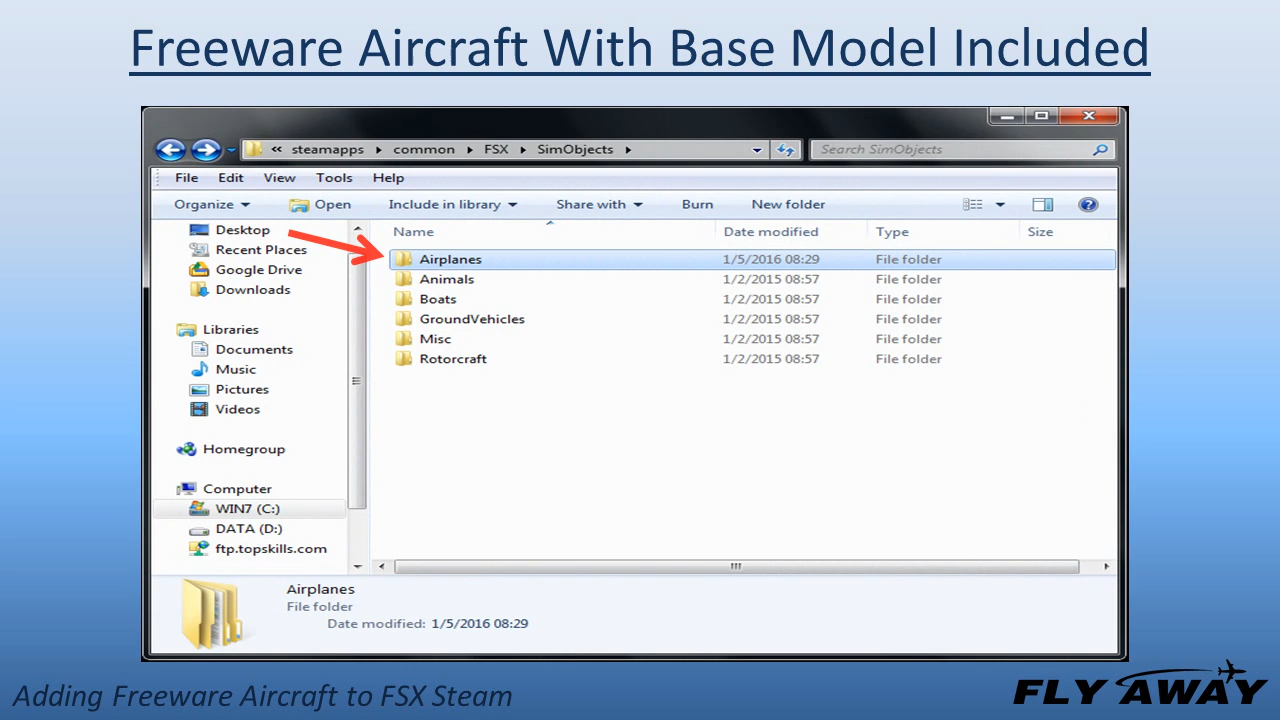 Freeware Aircraft With Base Model Included
« steamapps ▸ common ▸ FSX ▸ SimObjects ▸
Search SimObjects
File Edit View Tools Help
Organize Open Include in library Share with Burn New folder
Name Date modified Type Size
Desktop
Recent Places
Google Drive
Downloads
Libraries
Documents
Music
Pictures
Videos
Homegroup
Computer
WIN7 (C:)
DATA (D:)
ftp.topskills.com
Airplanes 1/5/2016 08:29 File folder
Animals 1/2/2015 08:57 File folder
Boats 1/2/2015 08:57 File folder
GroundVehicles 1/2/2015 08:57 File folder
Misc 1/2/2015 08:57 File folder
Rotorcraft 1/2/2015 08:57 File folder
Airplanes
File folder
Date modified: 1/5/2016 08:29
Adding Freeware Aircraft to FSX Steam
FLY AWAY